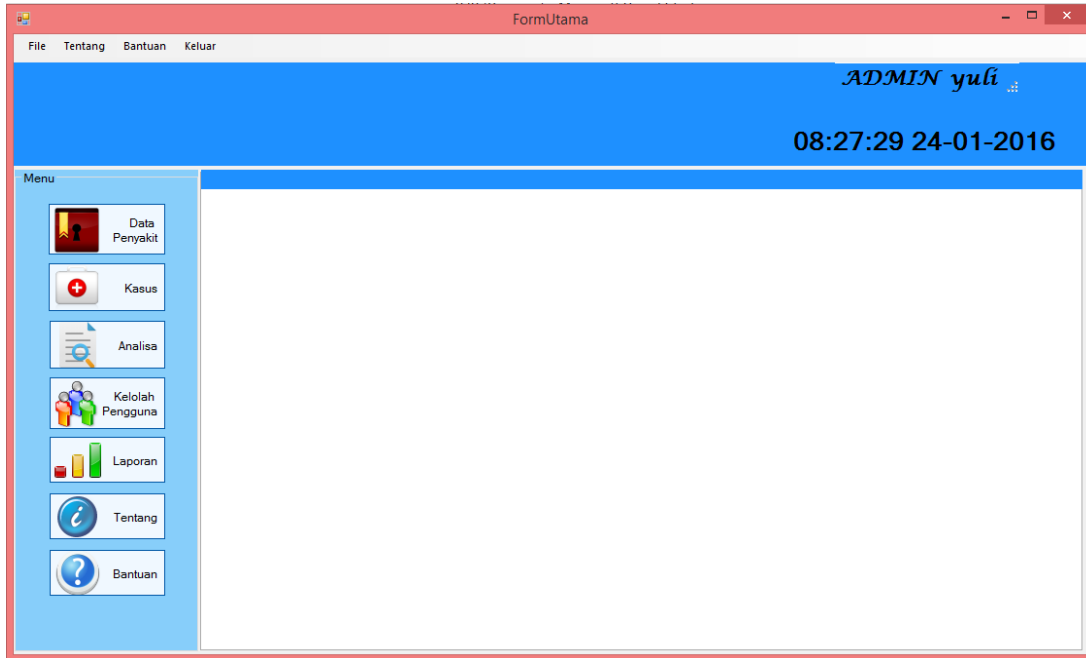 FormUtama
File Tentang Bantuan Keluar
ADMIN yuli
08:27:29 24-01-2016
Menu
Data
Penyakit
Kasus
Analisa
Kelolah
Pengguna
Laporan
Tentang
Bantuan